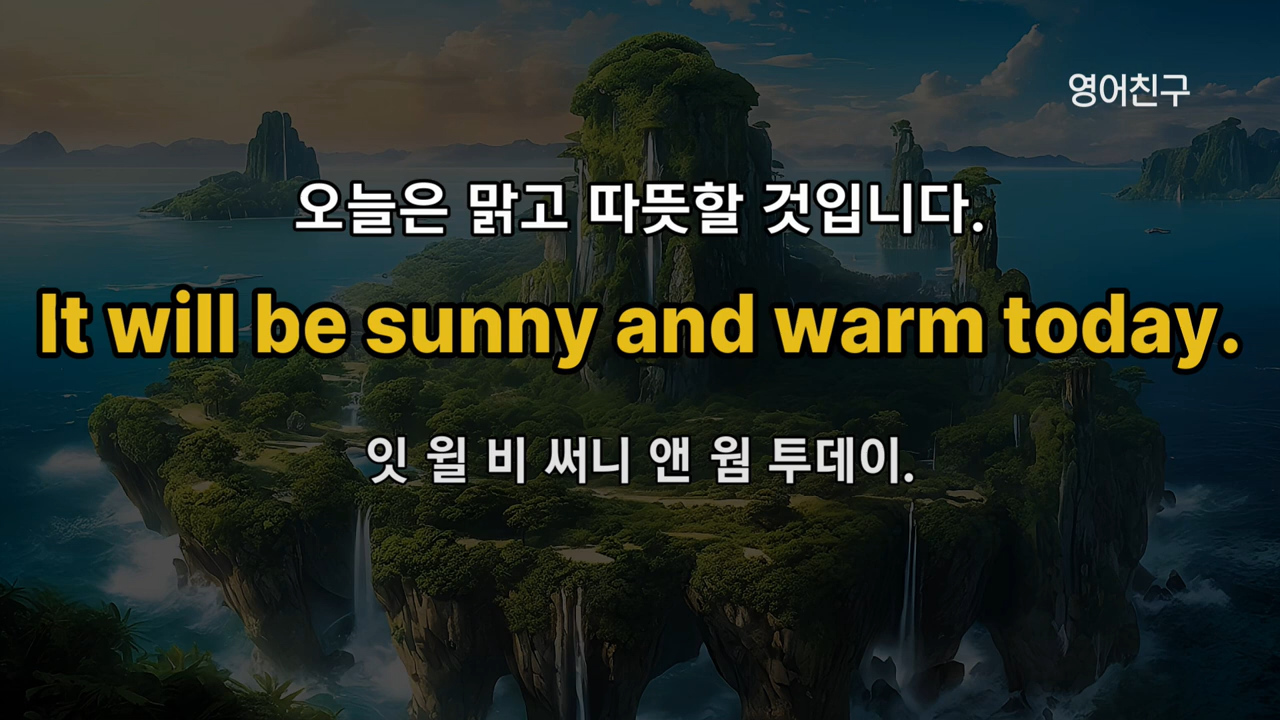 영어친구
오늘은 맑고 따뜻할 것입니다.
It will be sunny and warm today.
잇 윌 비 써니 앤 웜 투데이.